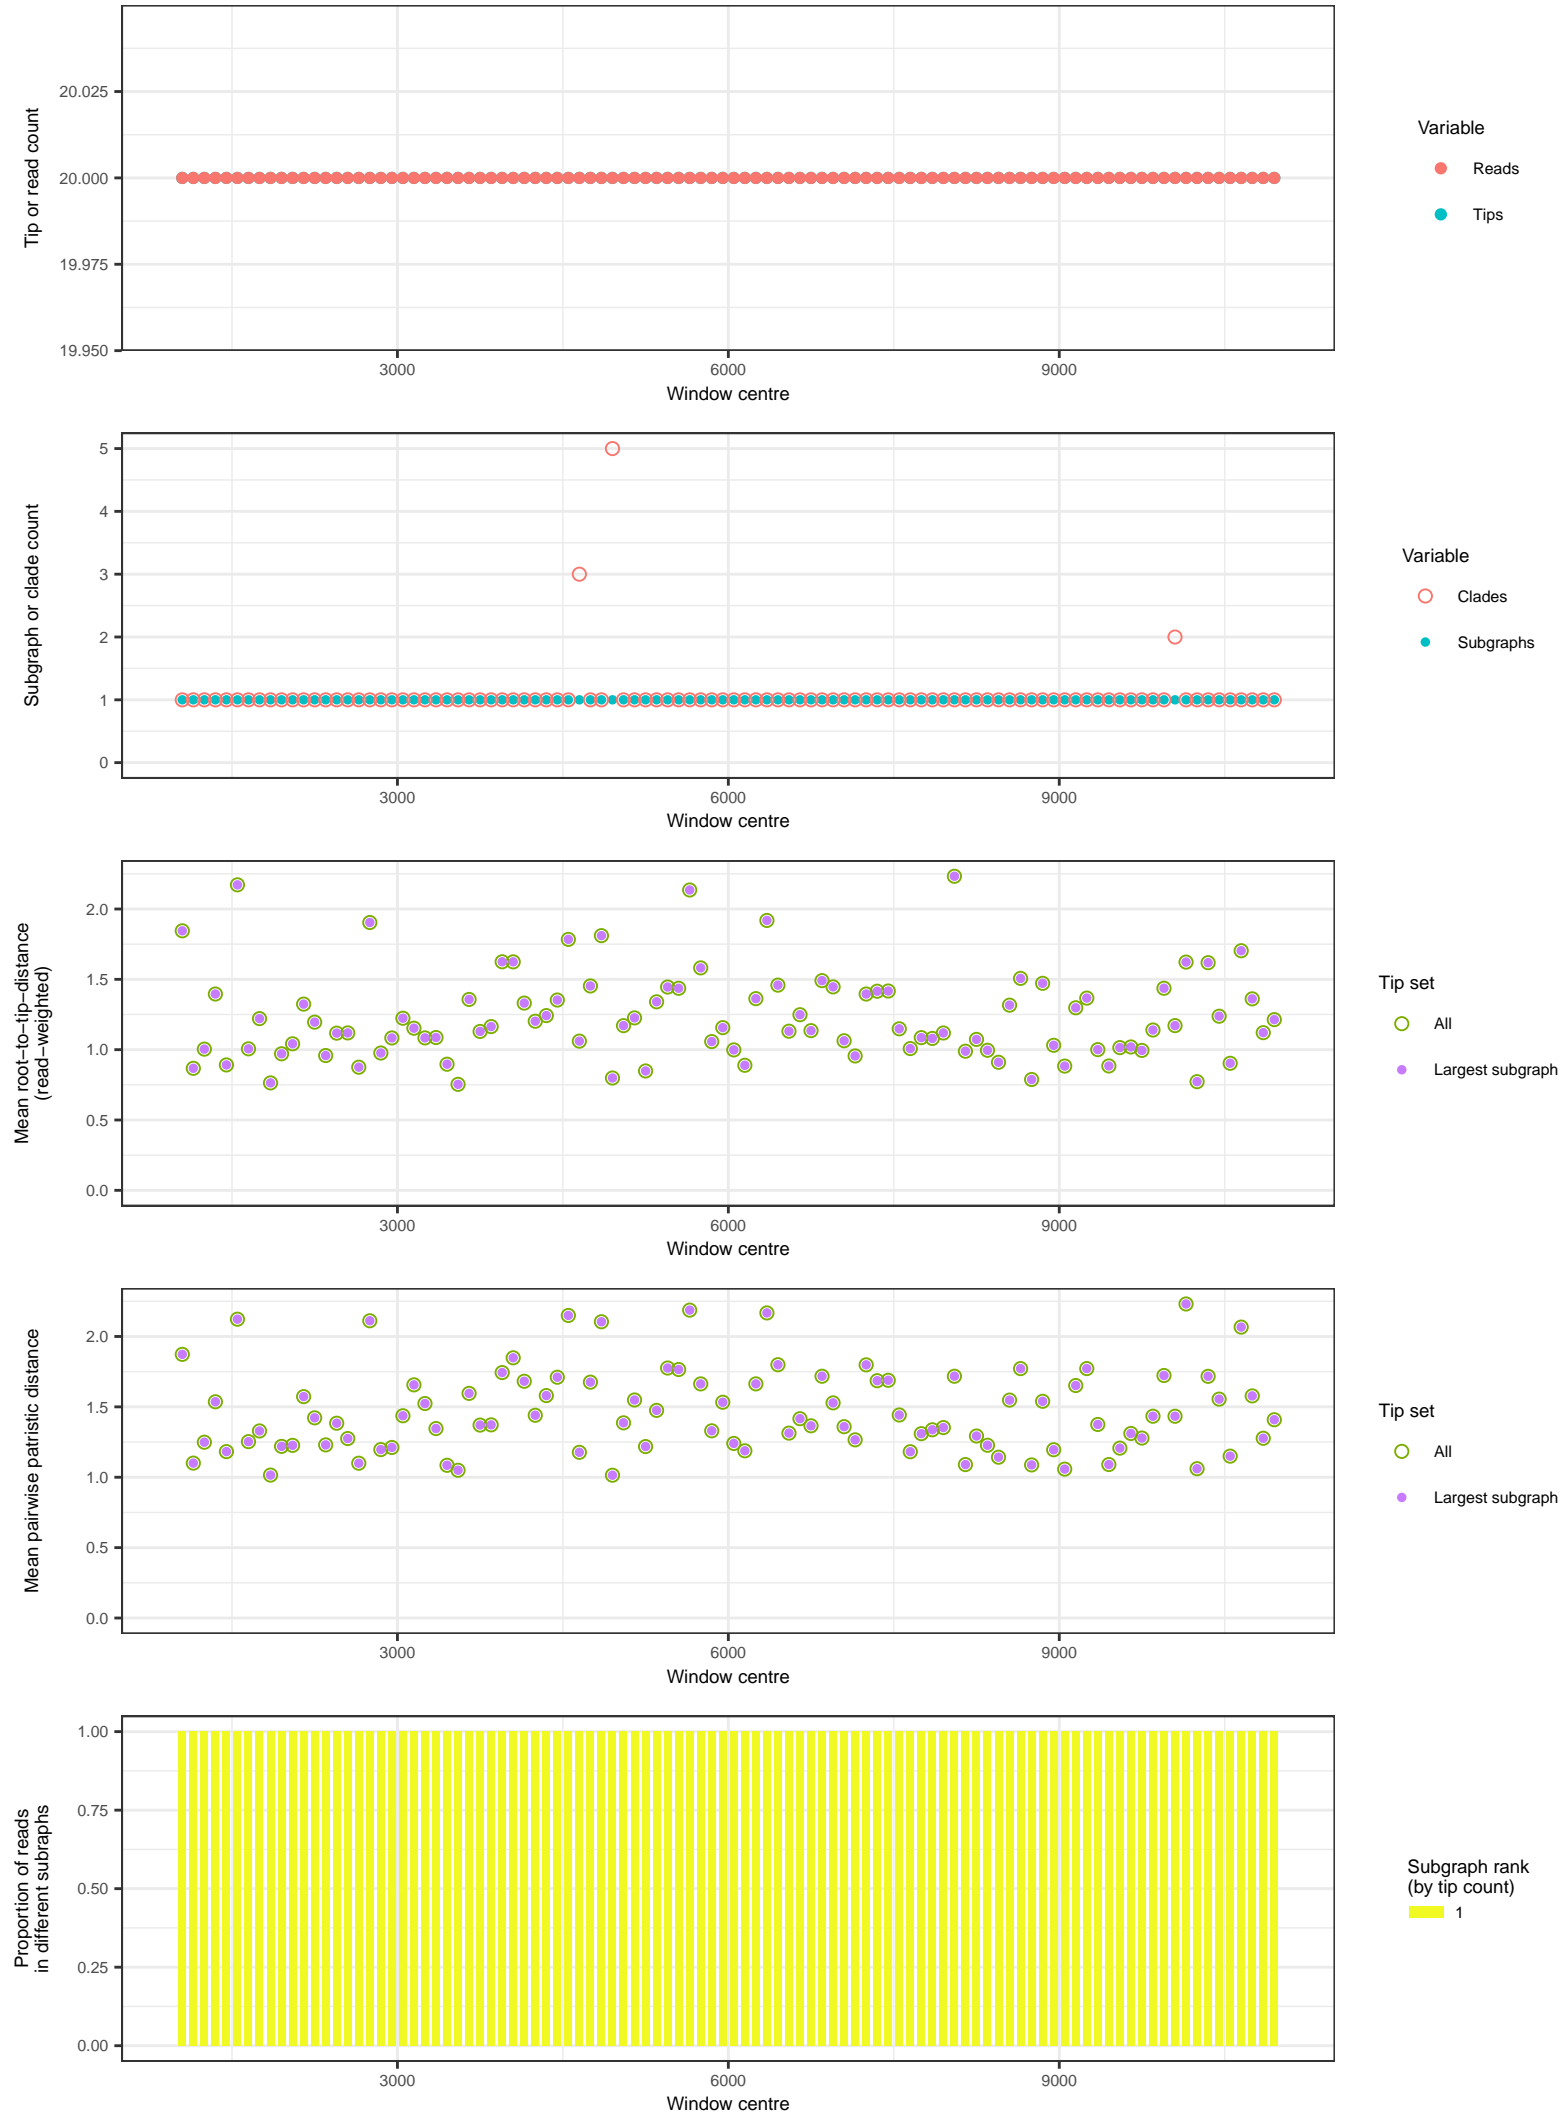 20.025
20.000
19.975
19.950
Tip or read count
3000 6000 9000
Window centre
Variable
Reads
Tips
5
4
3
2
1
0
Subgraph or clade count
3000 6000 9000
Window centre
Variable
Clades
Subgraphs
2.0
1.5
1.0
0.5
0.0
Mean root−to−tip−distance
(read−weighted)
3000 6000 9000
Window centre
Tip set
All
Largest subgraph
2.0
1.5
1.0
0.5
0.0
Mean pairwise patristic distance
3000 6000 9000
Window centre
Tip set
All
Largest subgraph
1.00
0.75
0.50
0.25
0.00
Proportion of reads
in different subraphs
3000 6000 9000
Window centre
Subgraph rank
(by tip count)
1